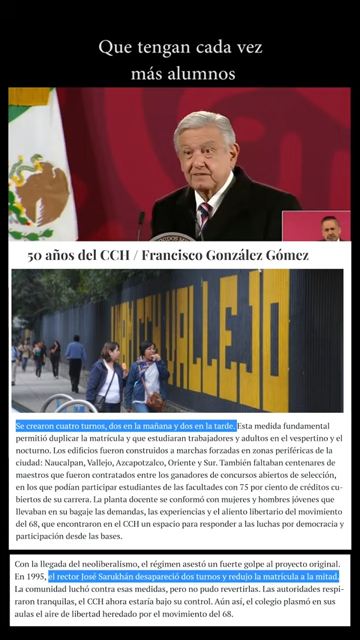 Que tengan cada vez
más alumnos
50 años del CCH / Francisco González Gómez
CCH VALLEJO
Se crearon cuatro turnos, dos en la mañana y dos en la tarde. Esta medida fundamental
permitió duplicar la matrícula y que estudiaran trabajadores y adultos en el vespertino y el
nocturno. Los edificios fueron construidos a marchas forzadas en zonas periféricas de la
ciudad: Naucalpan, Vallejo, Azcapotzalco, Oriente y Sur. También faltaban centenares de
maestros que fueron contratados entre los ganadores de concursos abiertos de selección,
en los que podían participar estudiantes de las facultades con 75 por ciento de créditos cu-
biertos de su carrera. La planta docente se conformó con mujeres y hombres jóvenes que
llevaban en su bagaje las demandas, las experiencias y el aliento libertario del movimiento
del 68, que encontraron en el CCH un espacio para responder a las luchas por democracia y
participación desde las bases.
Con la llegada del neoliberalismo, el régimen asestó un fuerte golpe al proyecto original.
En 1995, el rector José Sarukhán desapareció dos turnos y redujo la matrícula a la mitad.
La comunidad luchó contra esas medidas, pero no pudo revertirlas. Las autoridades respi-
raron tranquilas, el CCH ahora estaría bajo su control. Aún así, el colegio plasmó en sus
aulas el aire de libertad heredado por el movimiento del 68.